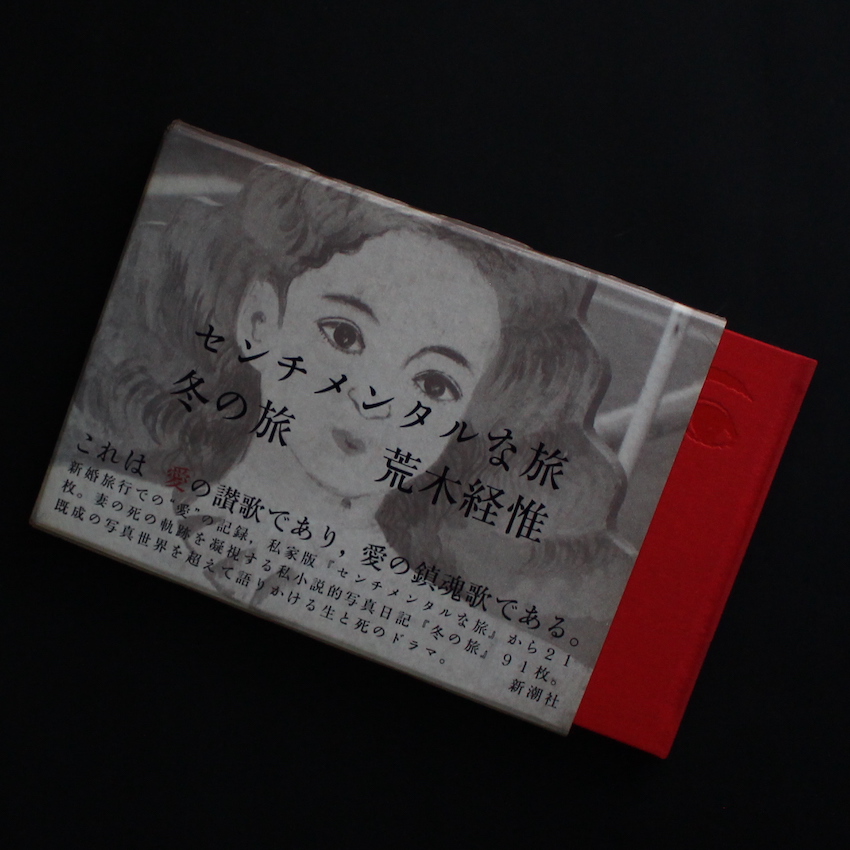 センチメンタルな旅
冬の旅　　荒木経惟
これは 愛の讃歌であり，愛の鎮魂歌である。
新婚旅行での“愛”の記録，私家版『センチメンタルな旅』から21
枚。妻の死の軌跡を凝視する私小説的写真日記『冬の旅』91枚。
既成の写真世界を超えて語りかける生と死のドラマ。
新潮社